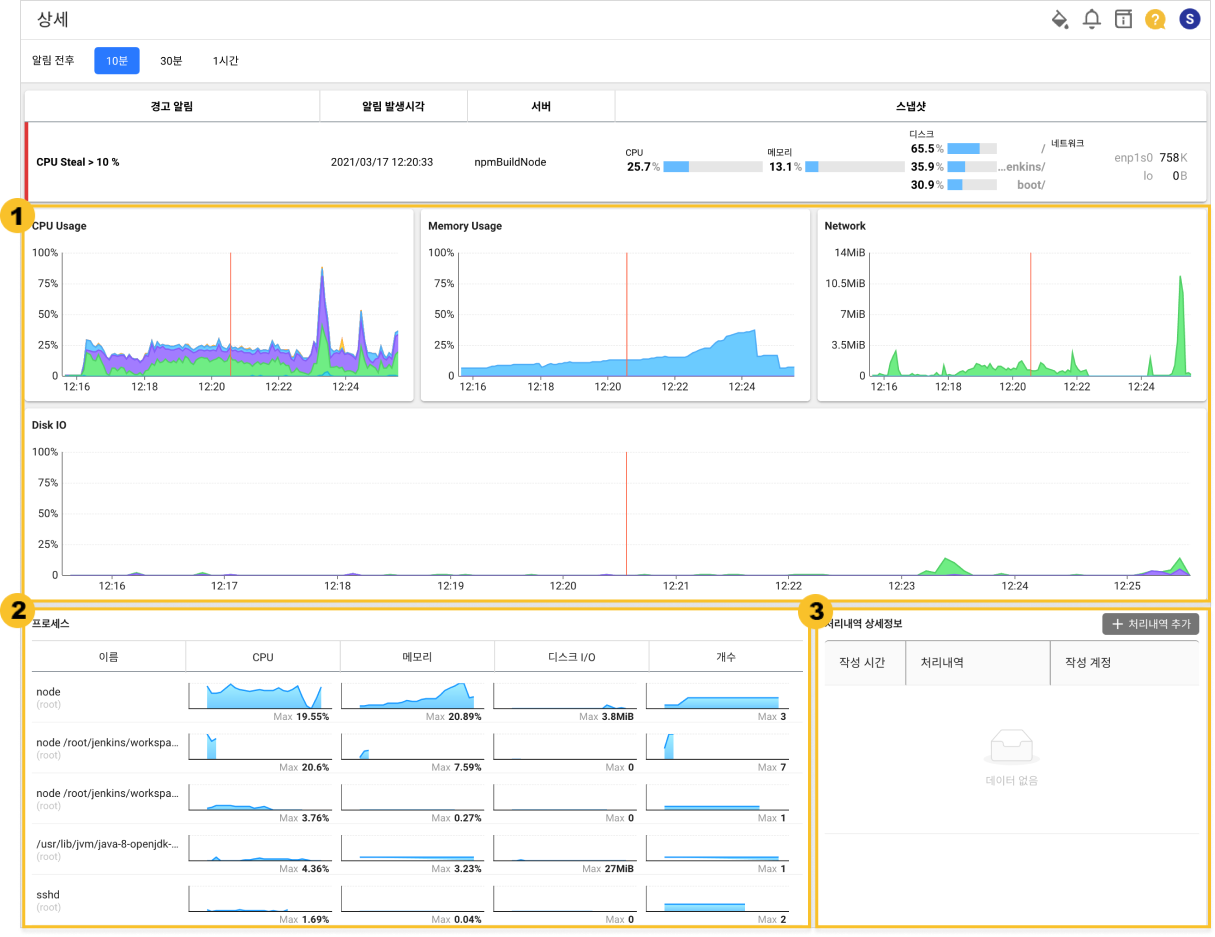 상세
?
S
알림 전후 10분 30분 1시간
경고 알림 알림 발생시각 서버 스냅샷
CPU Steal > 10 % 2021/03/17 12:20:33 npmBuildNode
CPU
25.7%
메모리
13.1%
디스크
65.5% /
35.9% ...enkins/
30.9% boot/
네트워크
enp1s0 758K
lo 0B
1
CPU Usage
100%
75%
50%
25%
0
12:16 12:18 12:20 12:22 12:24
Memory Usage
100%
75%
50%
25%
0
12:16 12:18 12:20 12:22 12:24
Network
14MiB
10.5MiB
7MiB
3.5MiB
0
12:16 12:18 12:20 12:22 12:24
Disk IO
100%
75%
50%
25%
0
12:16 12:17 12:18 12:19 12:20 12:21 12:22 12:23 12:24 12:25
2
프로세스
이름 CPU 메모리 디스크 I/O 개수
node
(root)
Max 19.55% Max 20.89% Max 3.8MiB Max 3
node /root/jenkins/workspa...
(root)
Max 20.6% Max 7.59% Max 0 Max 7
node /root/jenkins/workspa...
(root)
Max 3.76% Max 0.27% Max 0 Max 1
/usr/lib/jvm/java-8-openjdk-...
(root)
Max 4.36% Max 3.23% Max 27MiB Max 1
sshd
(root)
Max 1.69% Max 0.04% Max 0 Max 2
3
처리내역 상세정보 + 처리내역 추가
작성 시간 처리내역 작성 계정
데이터 없음